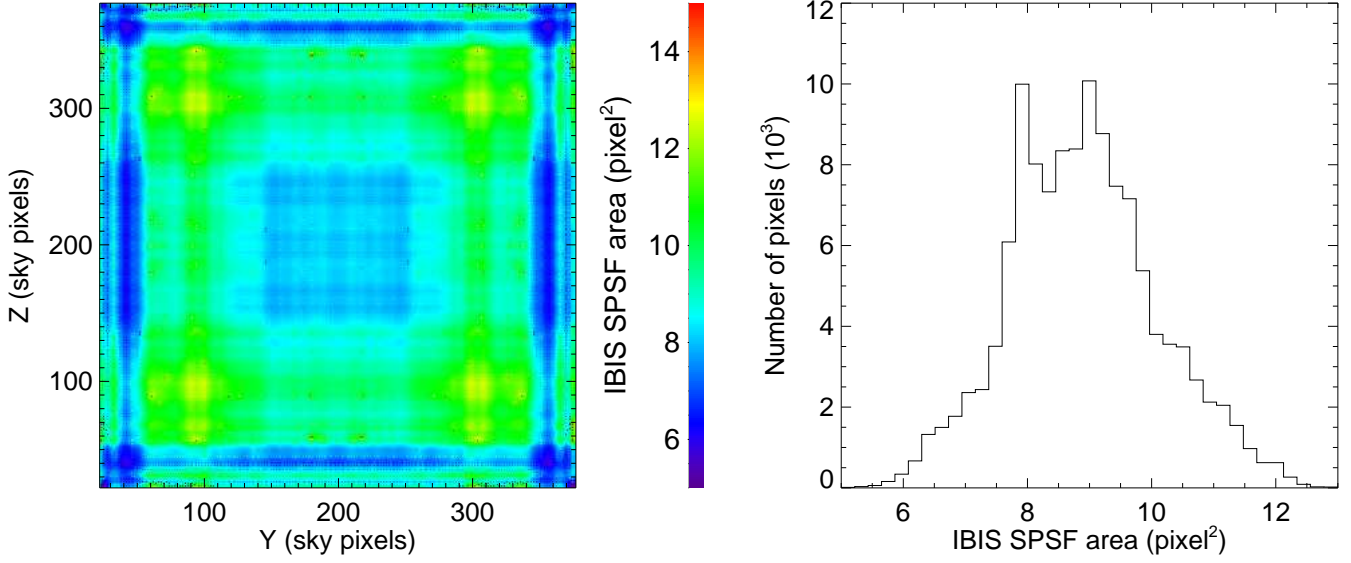 300
200
100
Z (sky pixels)
100 200 300
Y (sky pixels)
14
12
10
8
6
IBIS SPSF area (pixel²)
12
10
8
6
4
2
0
Number of pixels (10³)
6 8 10 12
IBIS SPSF area (pixel²)